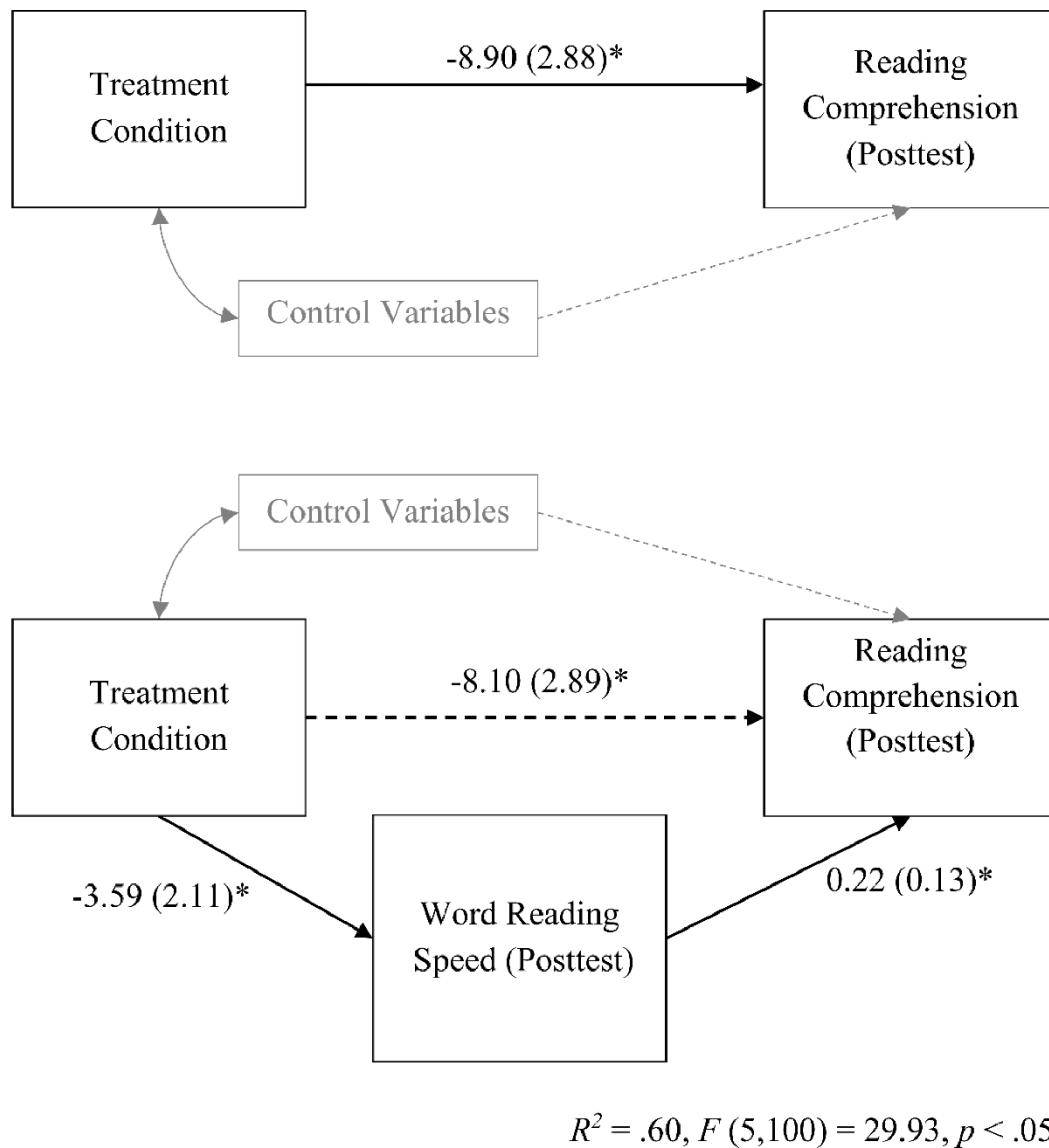 -8.90 (2.88)*
Treatment
Condition
Reading
Comprehension
(Posttest)
Control Variables
Control Variables
Treatment
Condition
-8.10 (2.89)*
Reading
Comprehension
(Posttest)
-3.59 (2.11)*
0.22 (0.13)*
Word Reading
Speed (Posttest)
R² = .60, F (5,100) = 29.93, p < .05